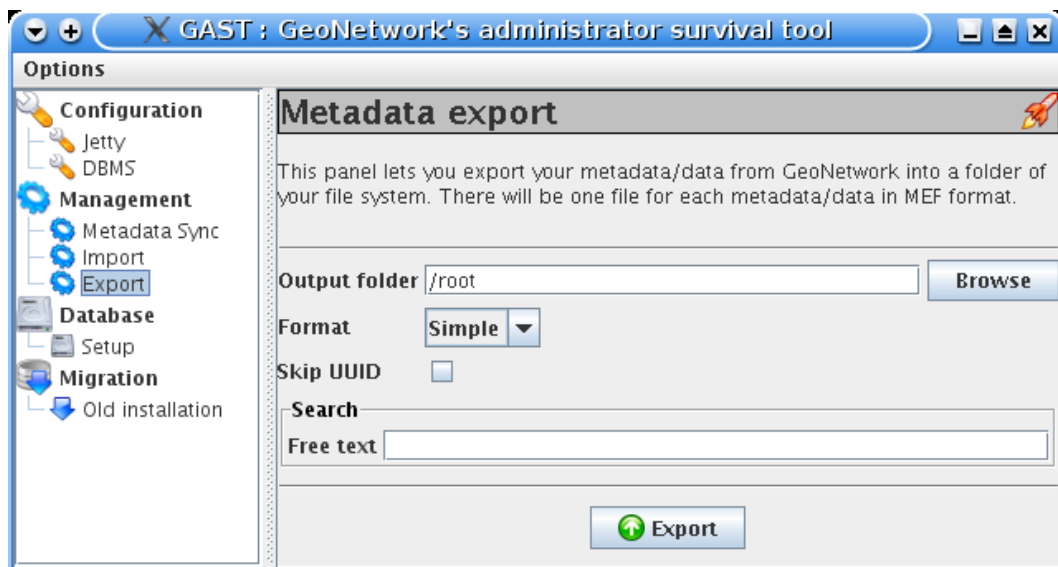 GAST : GeoNetwork's administrator survival tool
Options
Configuration
Jetty
DBMS
Management
Metadata Sync
Import
Export
Database
Setup
Migration
Old installation
Metadata export
This panel lets you export your metadata/data from GeoNetwork into a folder of
your file system. There will be one file for each metadata/data in MEF format.
Output folder /root Browse
Format Simple
Skip UUID
Search
Free text
Export